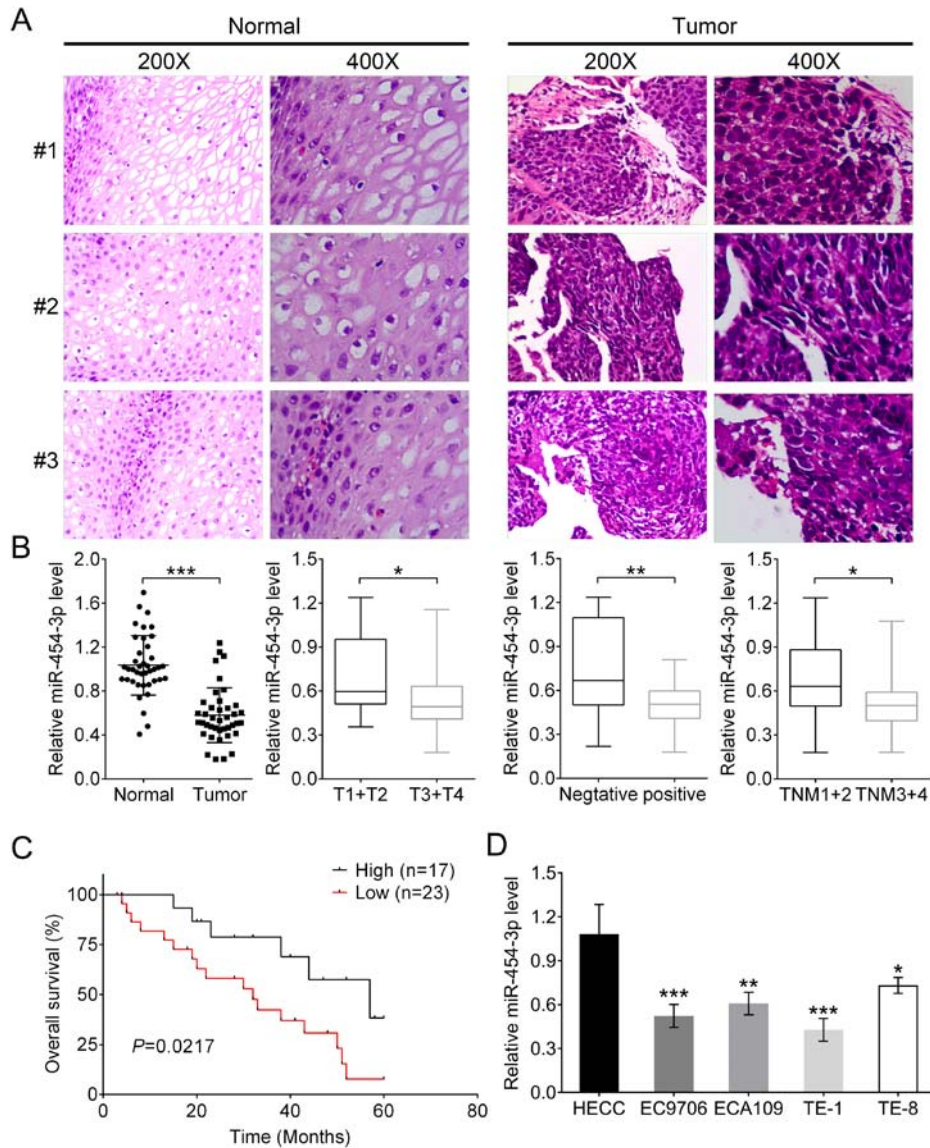 A
Normal
Tumor
200X 400X
200X 400X
#1
#2
#3
B
Relative miR-454-3p level
2.0
1.6
1.2
0.8
0.4
0.0
***
Normal Tumor
Relative miR-454-3p level
1.5
1.2
0.9
0.6
0.3
0.0
*
T1+T2 T3+T4
Relative miR-454-3p level
1.5
1.2
0.9
0.6
0.3
0.0
**
Negtative positive
Relative miR-454-3p level
1.5
1.2
0.9
0.6
0.3
0.0
*
TNM1+2 TNM3+4
C
Overall survival (%)
100
75
50
25
0
High (n=17)
Low (n=23)
P=0.0217
0 20 40 60 80
Time (Months)
D
Relative miR-454-3p level
1.5
1.2
0.9
0.6
0.3
0.0
*** ** *** *
HECC EC9706 ECA109 TE-1 TE-8